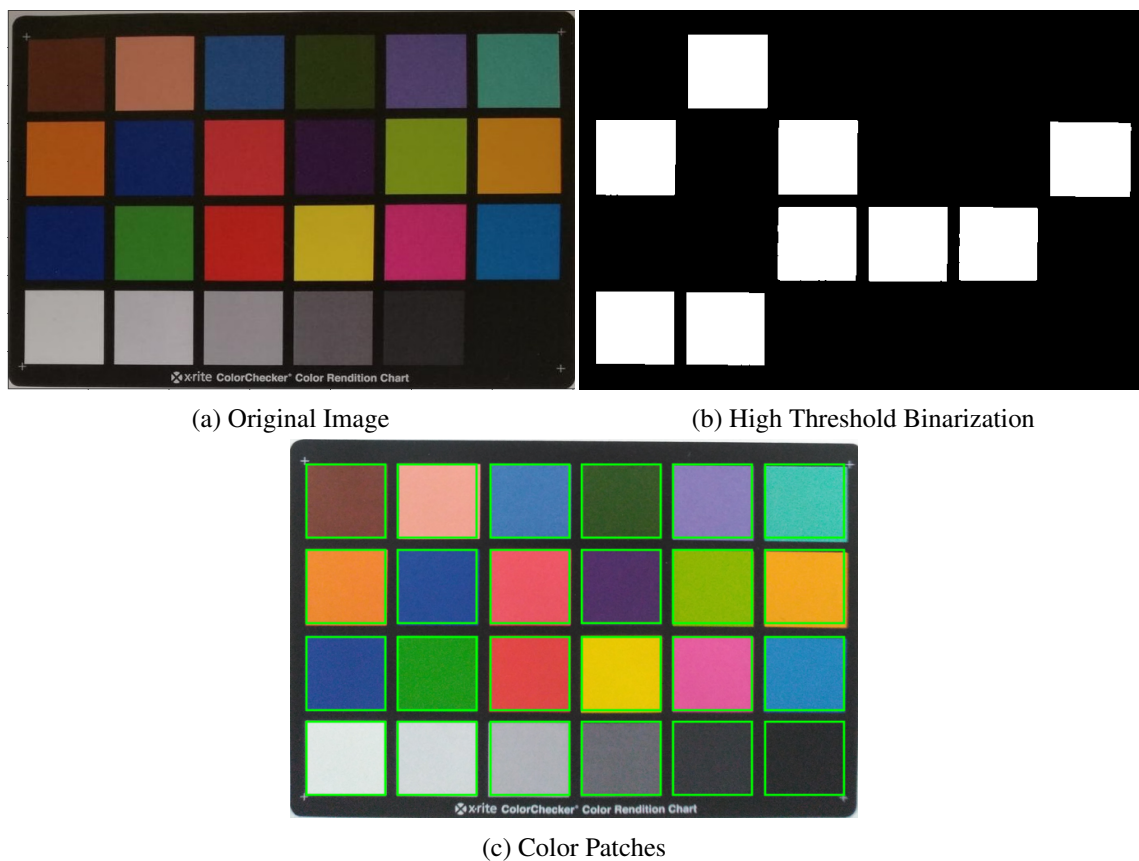 x-rite ColorChecker® Color Rendition Chart
(a) Original Image
(b) High Threshold Binarization
x-rite ColorChecker® Color Rendition Chart
(c) Color Patches